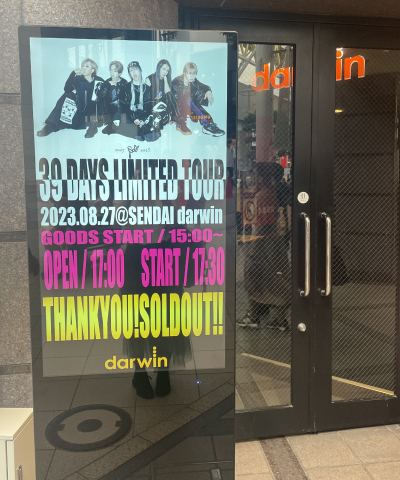 39 DAYS LIMITED TOUR
2023.08.27@SENDAI darwin
GOODS START / 15:00~
OPEN / 17:00 START / 17:30
THANKYOU!SOLDOUT!!
darwin
darwin